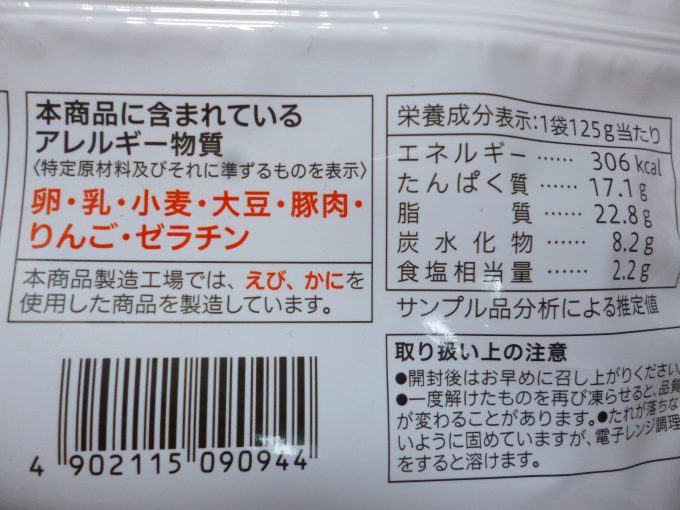 本商品に含まれている
アレルギー物質
〈特定原材料及びそれに準ずるものを表示〉
卵・乳・小麦・大豆・豚肉・
りんご・ゼラチン
本商品製造工場では、えび、かにを
使用した商品を製造しています。
4 902115 090944
栄養成分表示:1袋125g当たり
エネルギー …… 306kcal
たんぱく質 …… 17.1g
脂質 …… 22.8g
炭水化物 …… 8.2g
食塩相当量 …… 2.2g
サンプル品分析による推定値
取り扱い上の注意
●開封後はお早めに召し上がりください。
●一度解けたものを再び凍らせると、品質
が変わることがあります。●たれが落ちな
いように固めていますが、電子レンジ調理
をすると溶けます。